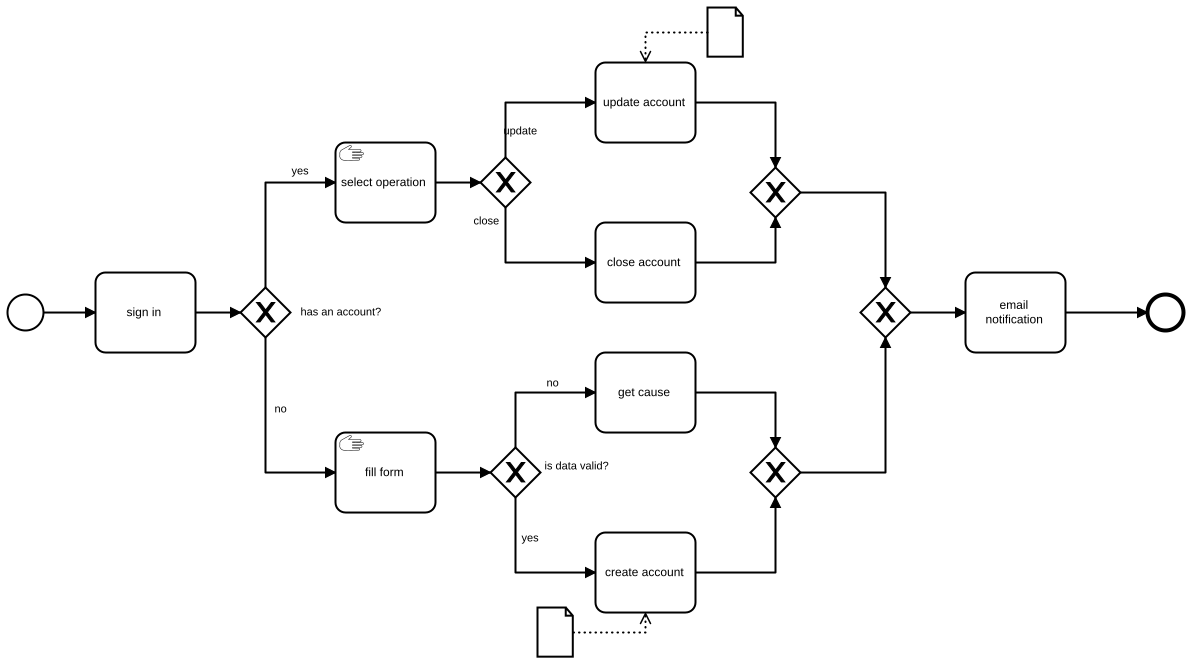 update account
update
yes
select operation
close
close account
sign in
has an account?
email
notification
no
get cause
no
fill form
is data valid?
yes
create account